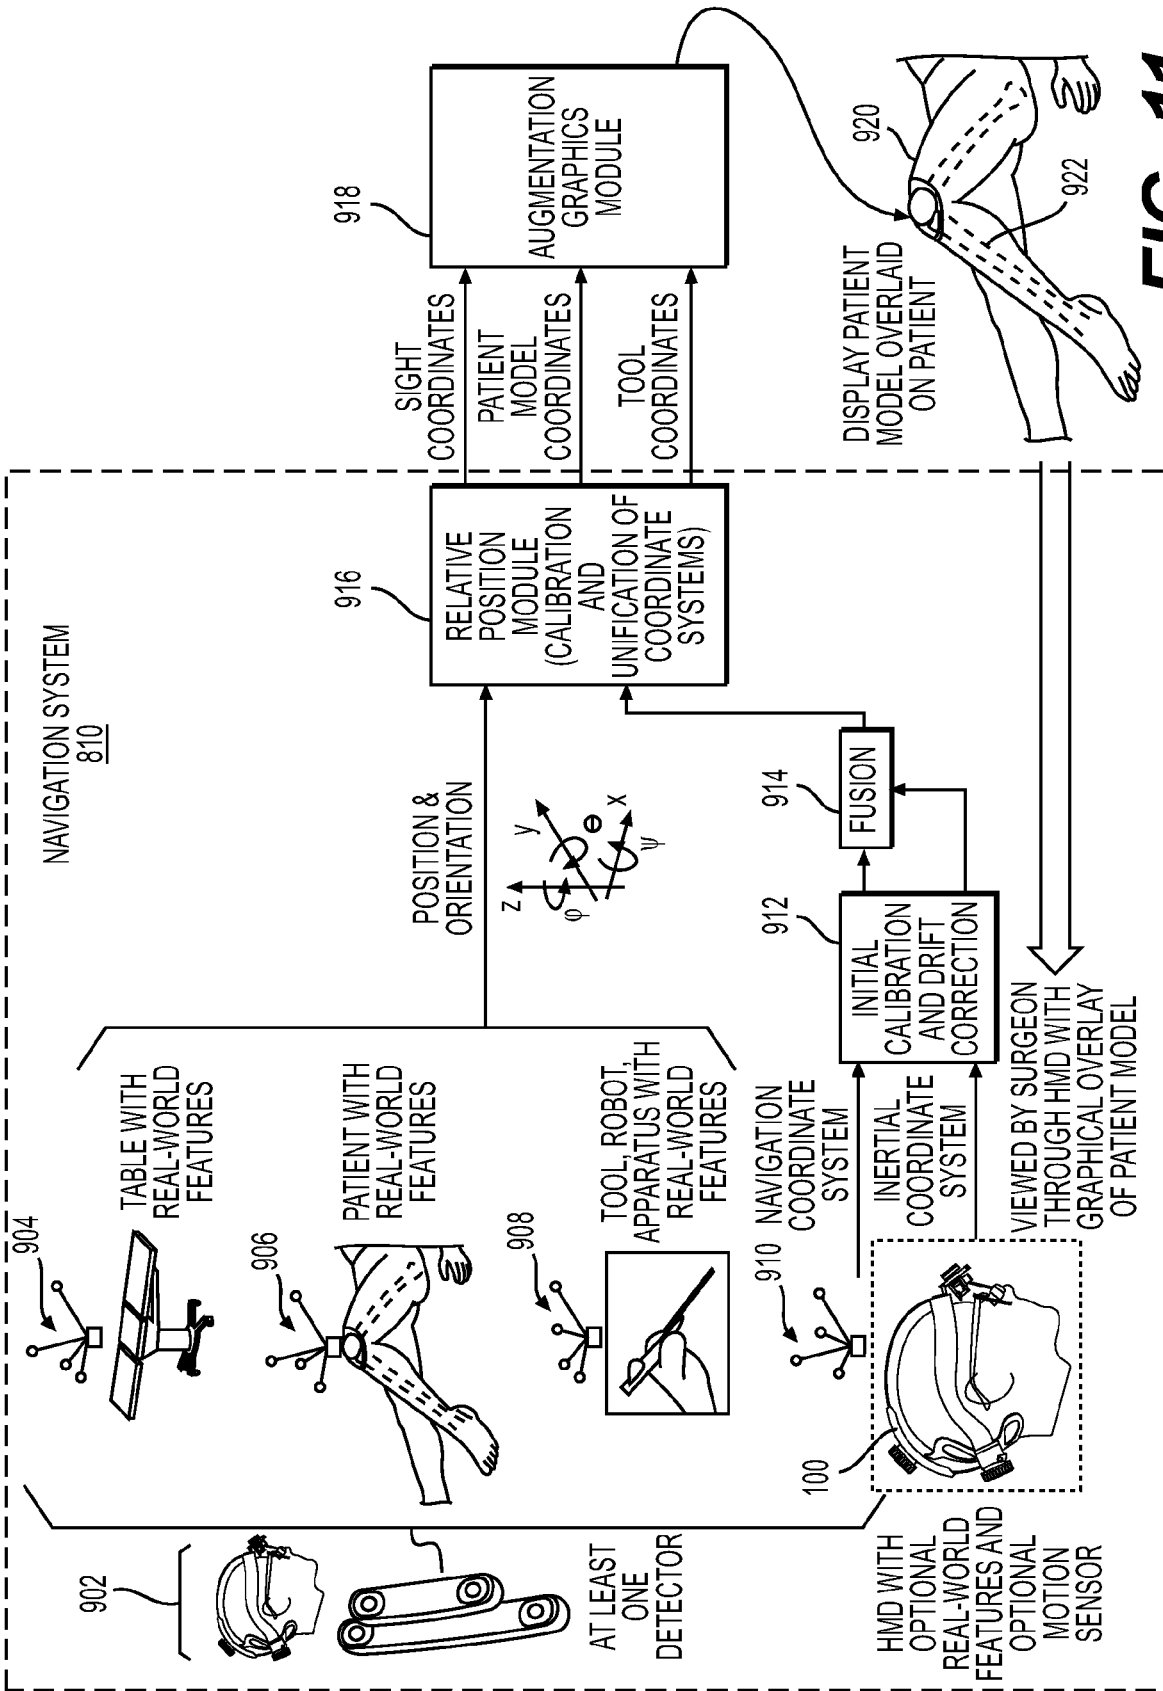 NAVIGATION SYSTEM
810
902
AT LEAST
ONE
DETECTOR
904
TABLE WITH
REAL-WORLD
FEATURES
906
PATIENT WITH
REAL-WORLD
FEATURES
908
TOOL, ROBOT,
APPARATUS WITH
REAL-WORLD
FEATURES
910
100
HMD WITH
OPTIONAL
REAL-WORLD
FEATURES AND
OPTIONAL
MOTION
SENSOR
NAVIGATION
COORDINATE
SYSTEM
INERTIAL
COORDINATE
SYSTEM
POSITION &
ORIENTATION
z
φ
y
Θ
x
ψ
912
INITIAL
CALIBRATION
AND DRIFT
CORRECTION
914
FUSION
916
RELATIVE
POSITION
MODULE
(CALIBRATION
AND
UNIFICATION OF
COORDINATE
SYSTEMS)
SIGHT
COORDINATES
PATIENT
MODEL
COORDINATES
TOOL
COORDINATES
918
AUGMENTATION
GRAPHICS
MODULE
DISPLAY PATIENT
MODEL OVERLAID
ON PATIENT
920
922
VIEWED BY SURGEON
THROUGH HMD WITH
GRAPHICAL OVERLAY
OF PATIENT MODEL
FIG. 11